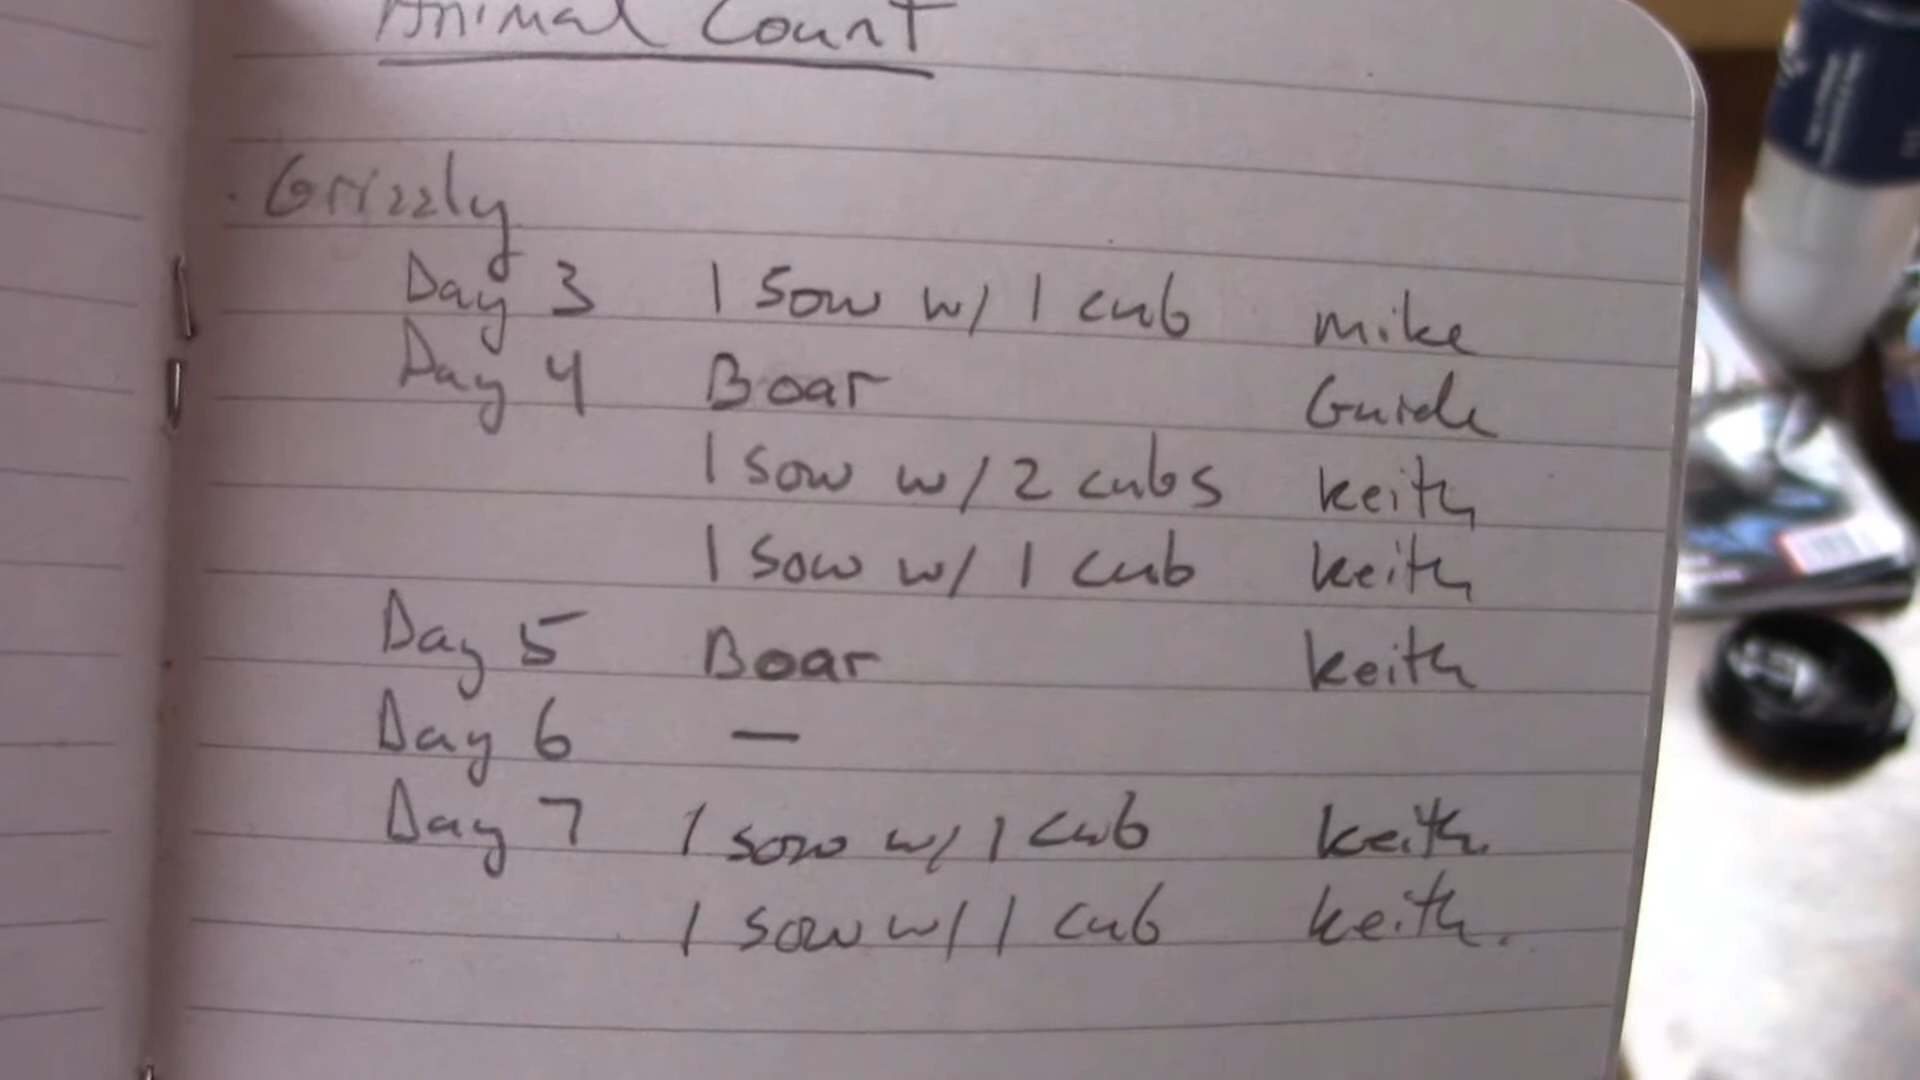 Animal Count
Grizzly
Day 3 1 Sow w/ 1 cub mike
Day 4 Boar Guide
1 Sow w/ 2 cubs keith
1 Sow w/ 1 cub keith
Day 5 Boar keith
Day 6 —
Day 7 1 sow w/ 1 cub keith.
1 sow w/ 1 cub keith.